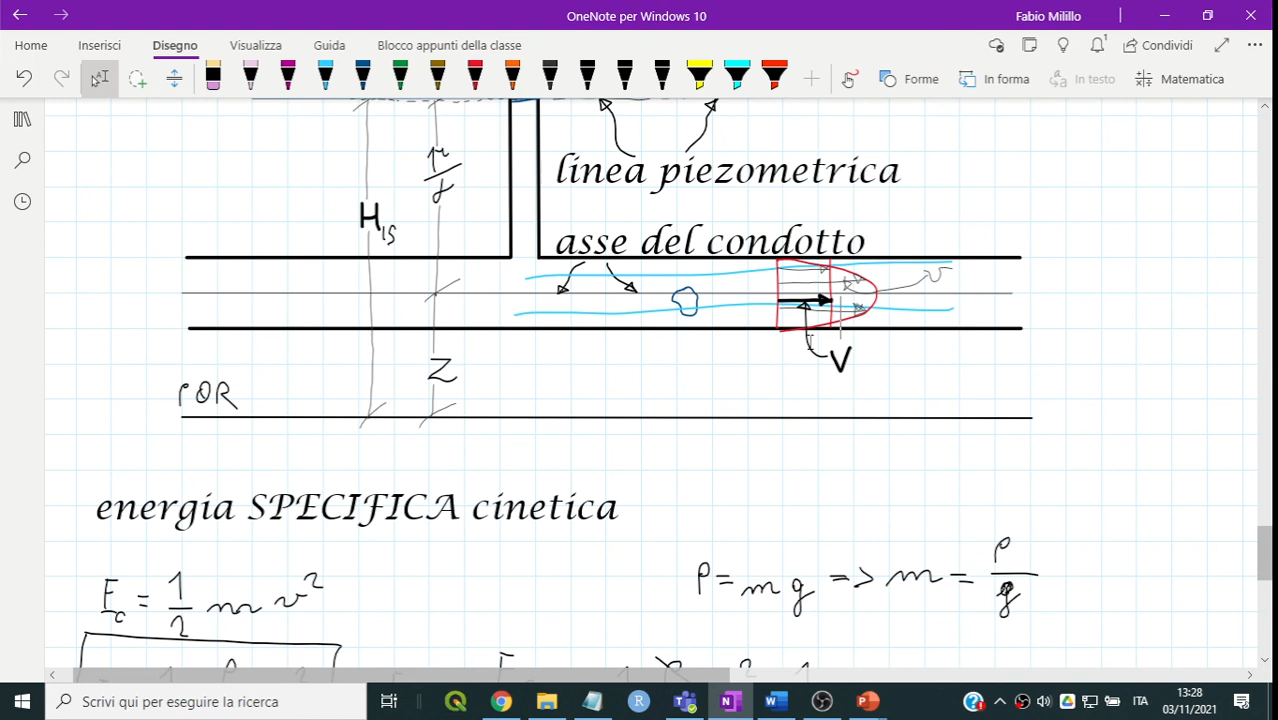 OneNote per Windows 10
Fabio Milillo
Home
Inserisci
Disegno
Visualizza
Guida
Blocco appunti della classe
Condividi
Forme
In forma
In testo
Matematica
linea piezometrica
asse del condotto
v
V
H
Z
energia SPECIFICA cinetica
E_c = 1/2 m v²
P = m g => m = P/g
Scrivi qui per eseguire la ricerca
ITA
13:28
03/11/2021